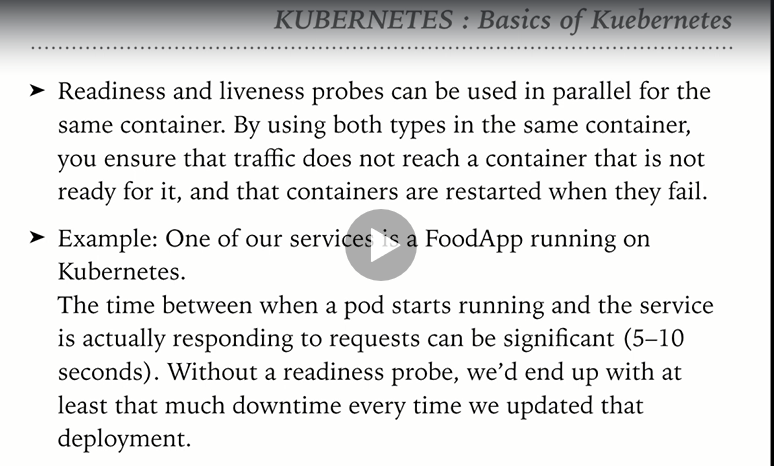 KUBERNETES : Basics of Kuebernetes
➤ Readiness and liveness probes can be used in parallel for the
same container. By using both types in the same container,
you ensure that traffic does not reach a container that is not
ready for it, and that containers are restarted when they fail.
➤ Example: One of our services is a FoodApp running on
Kubernetes.
The time between when a pod starts running and the service
is actually responding to requests can be significant (5–10
seconds). Without a readiness probe, we’d end up with at
least that much downtime every time we updated that
deployment.